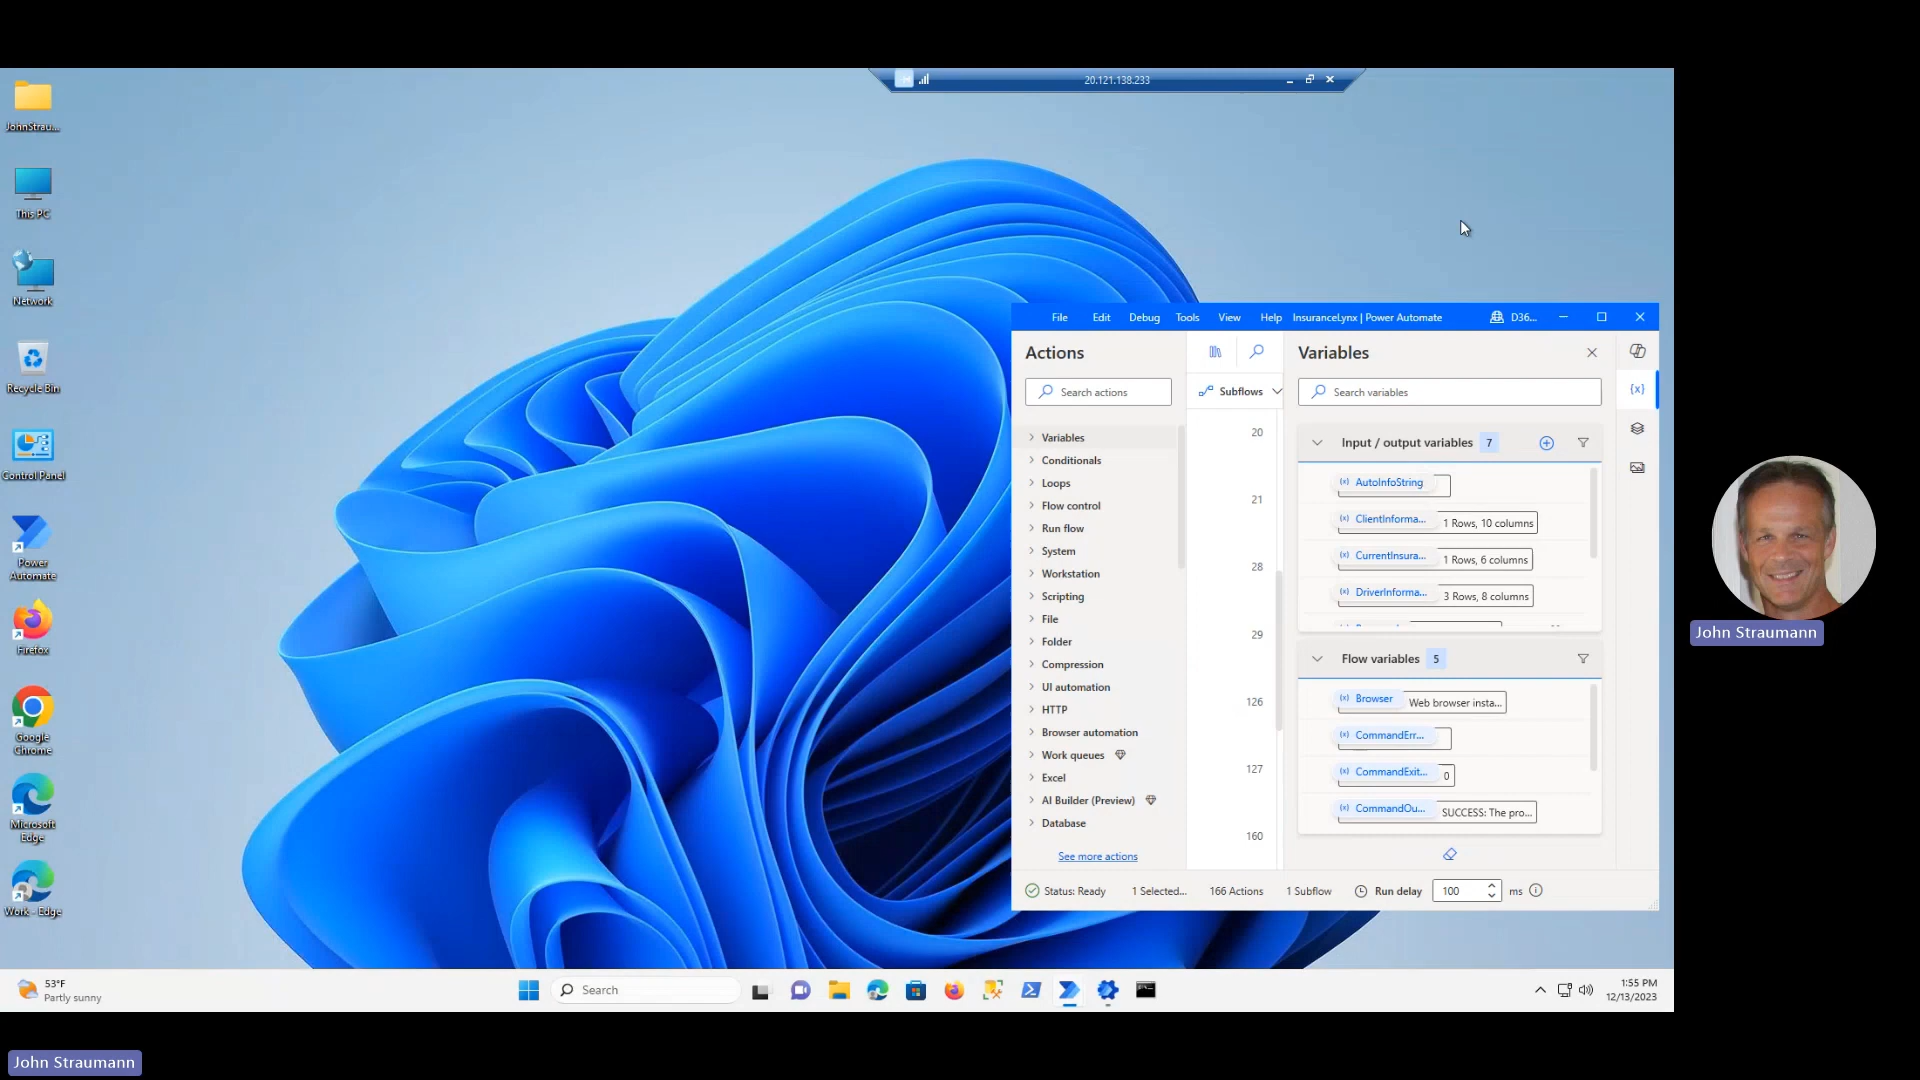 20.121.138.233
JohnStrau...
This PC
Network
Recycle Bin
Control Panel
Power
Automate
Firefox
Google
Chrome
Microsoft
Edge
Work - Edge
File Edit Debug Tools View Help InsuranceLynx | Power Automate D36...
Actions
Search actions
Variables
Conditionals
Loops
Flow control
Run flow
System
Workstation
Scripting
File
Folder
Compression
UI automation
HTTP
Browser automation
Work queues
Excel
AI Builder (Preview)
Database
See more actions
Subflows
20
21
28
29
126
127
160
Variables
Search variables
Input / output variables 7
(x) AutoInfoString
(x) ClientInforma... 1 Rows, 10 columns
(x) CurrentInsura... 1 Rows, 6 columns
(x) DriverInforma... 3 Rows, 8 columns
Flow variables 5
(x) Browser Web browser insta...
(x) CommandErr...
(x) CommandExit... 0
(x) CommandOu... SUCCESS: The pro...
{x}
Status: Ready 1 Selected... 166 Actions 1 Subflow Run delay 100 ms
53°F
Partly sunny
Search
1:55 PM
12/13/2023
John Straumann
John Straumann